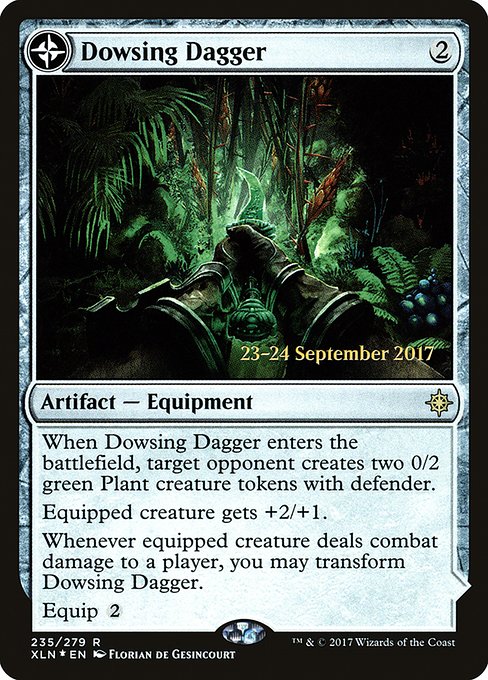 Dowsing Dagger 2
23–24 September 2017
Artifact — Equipment
When Dowsing Dagger enters the
battlefield, target opponent creates two 0/2
green Plant creature tokens with defender.
Equipped creature gets +2/+1.
Whenever equipped creature deals combat
damage to a player, you may transform
Dowsing Dagger.
Equip 2
235/279 R
XLN ★ EN Florian de Gesincourt
™ & © 2017 Wizards of the Coast